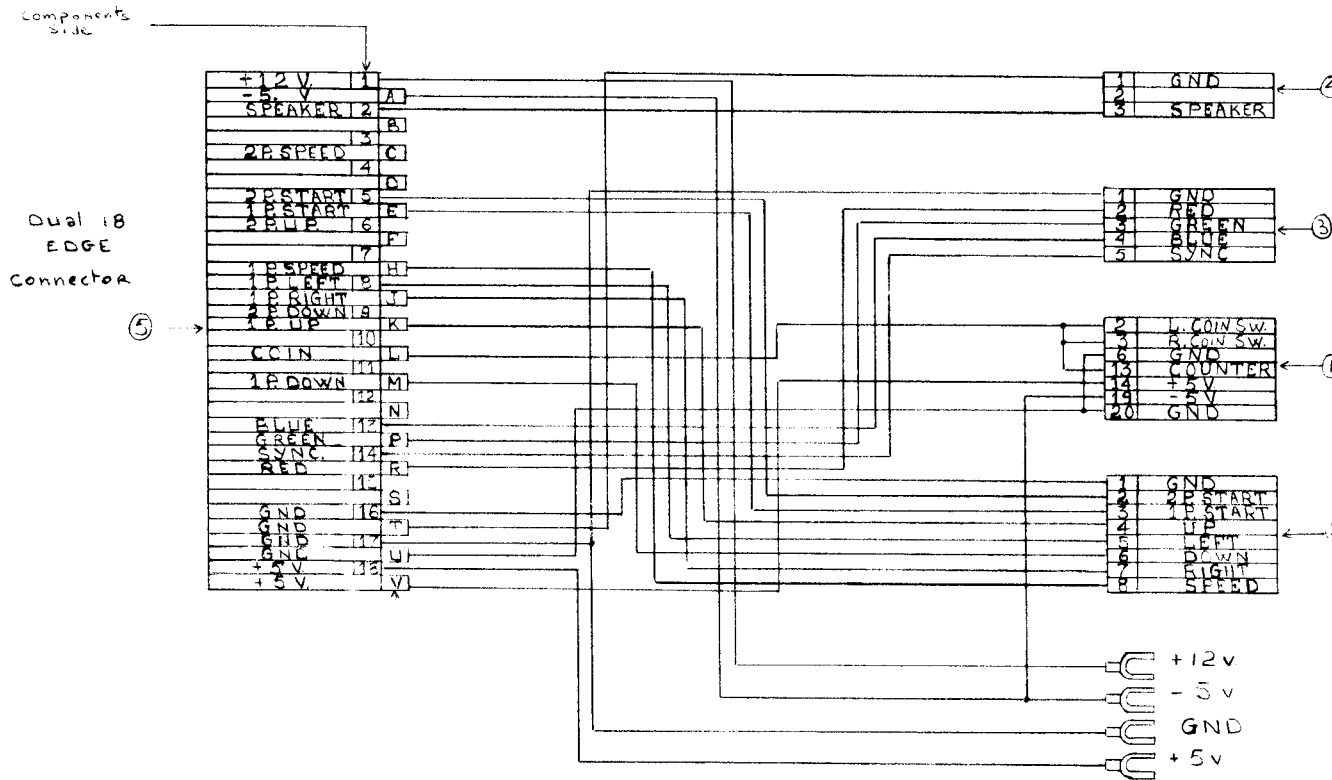 Components
side
+12 V 1
-5. V A
SPEAKER 2
B
3
2P. SPEED C
4
D
2P. START 5
1P. START E
2P. UP 6
F
7
1P. SPEED H
1P. LEFT 8
1P. RIGHT J
2P. DOWN 9
1P. UP K
10
COIN L
11
1P. DOWN M
12
N
BLUE 13
GREEN P
SYNC. 14
RED R
15
S
GND 16
GND T
GND 17
GND U
+5V 18
+5V. V
Dual 18
EDGE
Connector
5
1 GND
2
3 SPEAKER
2
1 GND
2 RED
3 GREEN
4 BLUE
5 SYNC
3
2 L. COIN SW.
3 R. COIN SW.
6 GND
13 COUNTER
14 +5V
19 -5V
20 GND
1 GND
2 2P. START
3 1P. START
4 UP
5 LEFT
6 DOWN
7 RIGHT
8 SPEED
+12 v
- 5 v
GND
+ 5 v